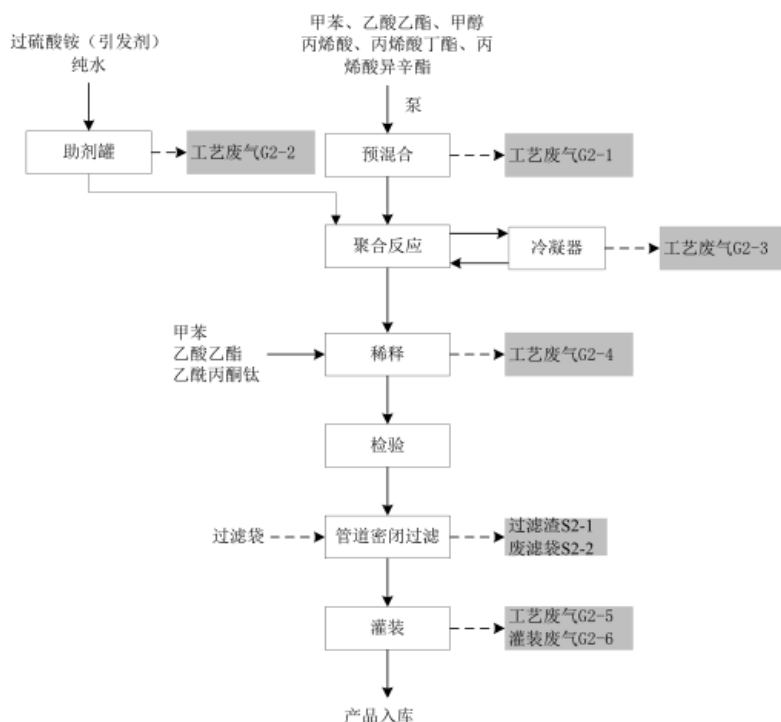 过硫酸铵（引发剂）
纯水
甲苯、乙酸乙酯、甲醇
丙烯酸、丙烯酸丁酯、丙
烯酸异辛酯
泵
助剂罐
工艺废气G2-2
预混合
工艺废气G2-1
聚合反应
冷凝器
工艺废气G2-3
甲苯
乙酸乙酯
乙酰丙酮钛
稀释
工艺废气G2-4
检验
过滤袋
管道密闭过滤
过滤渣S2-1
废滤袋S2-2
灌装
工艺废气G2-5
灌装废气G2-6
产品入库